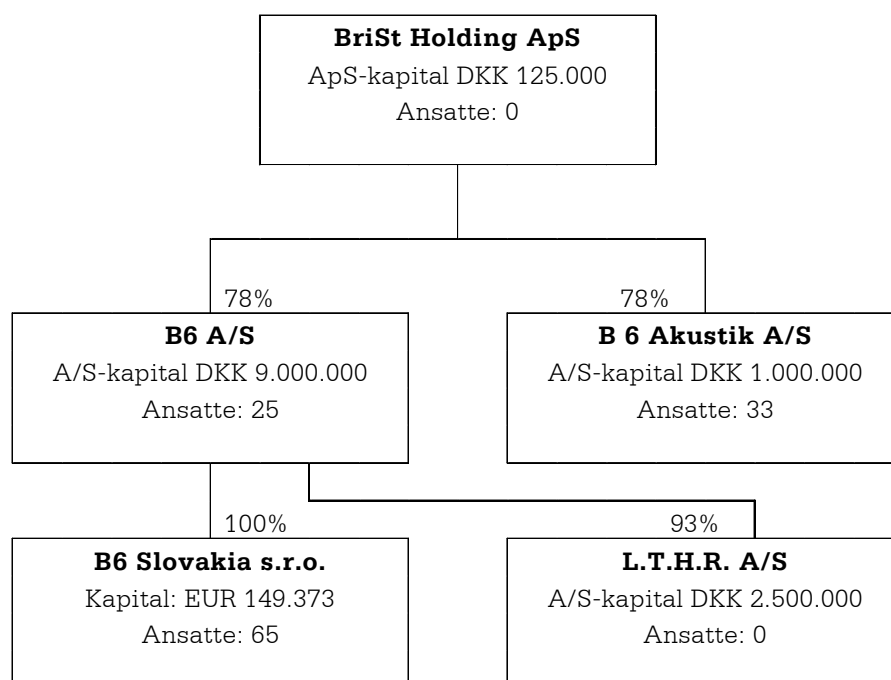 BriSt Holding ApS
ApS-kapital DKK 125.000
Ansatte: 0
78%
B6 A/S
A/S-kapital DKK 9.000.000
Ansatte: 25
78%
B 6 Akustik A/S
A/S-kapital DKK 1.000.000
Ansatte: 33
100%
B6 Slovakia s.r.o.
Kapital: EUR 149.373
Ansatte: 65
93%
L.T.H.R. A/S
A/S-kapital DKK 2.500.000
Ansatte: 0